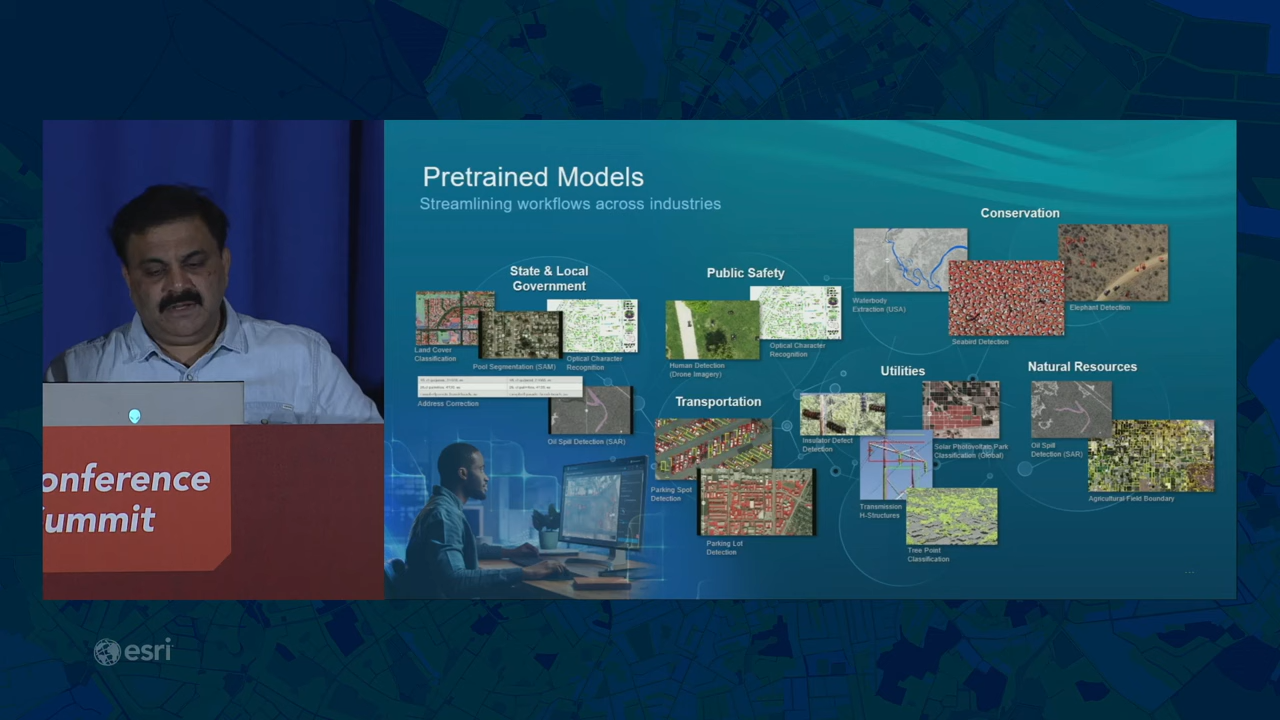 Pretrained Models
Streamlining workflows across industries
State & Local
Government
Land Cover
Classification
Pool Segmentation (SAM)
Optical Character
Recognition
Address Correction
Oil Spill Detection (SAR)
Public Safety
Human Detection
(Drone Imagery)
Optical Character
Recognition
Transportation
Parking Spot
Detection
Parking Lot
Detection
Conservation
Waterbody
Extraction (USA)
Seabird Detection
Elephant Detection
Utilities
Insulator Defect
Detection
Solar Photovoltaic Park
Classification (Global)
Transmission
H-Structures
Tree Point
Classification
Natural Resources
Oil Spill
Detection (SAR)
Agricultural Field Boundary
onference
ummit
esri